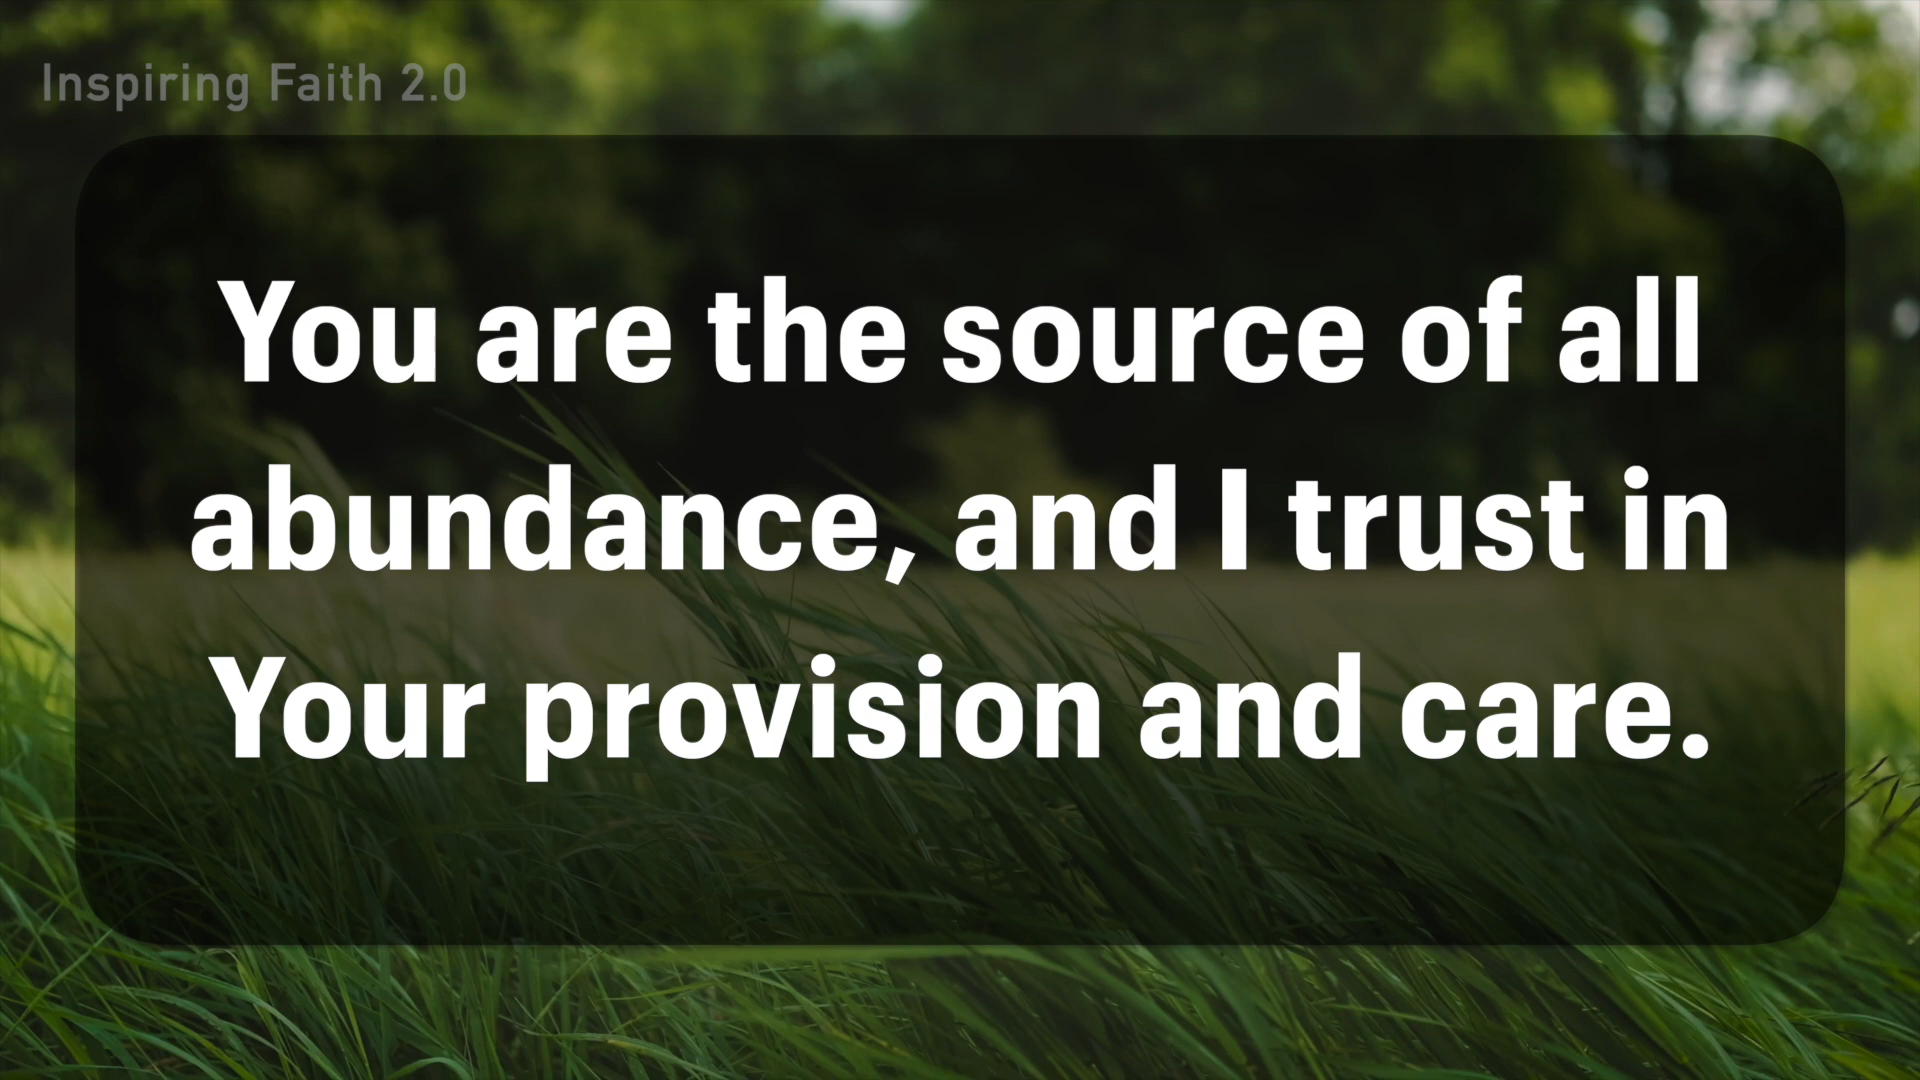 Inspiring Faith 2.0
You are the source of all
abundance, and I trust in
Your provision and care.